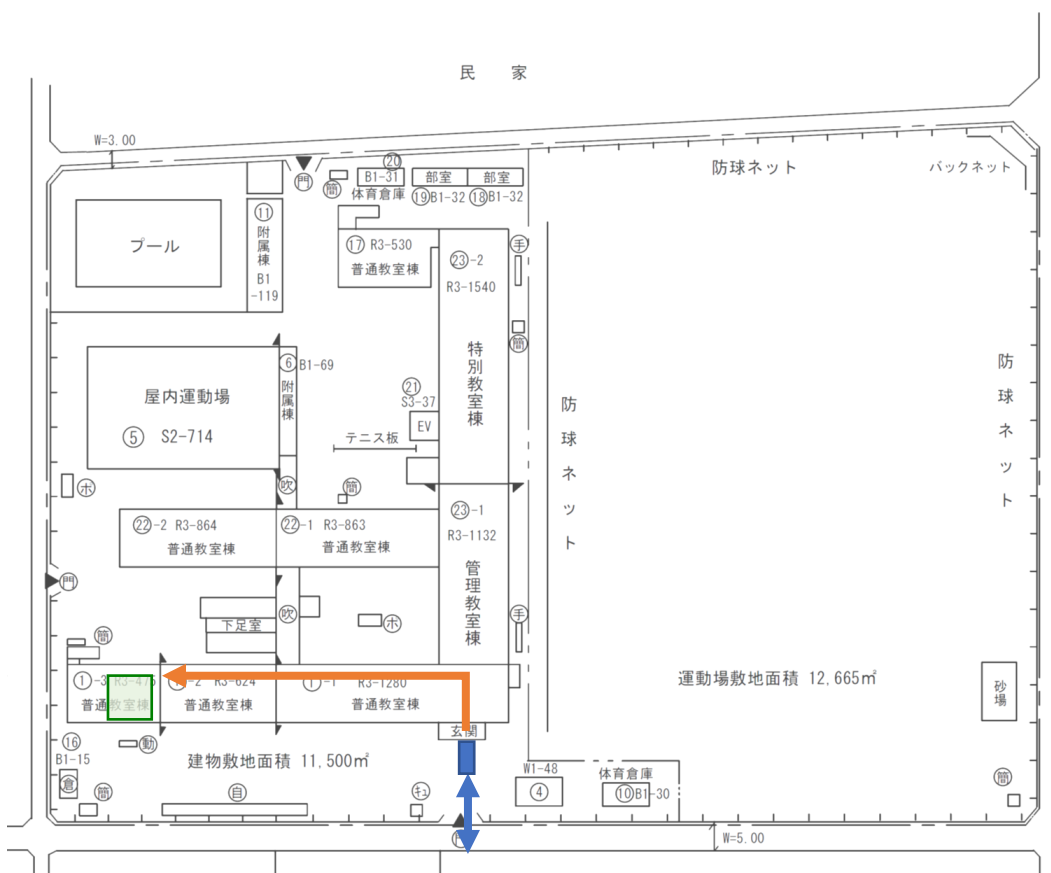 民　家
W=3.00
防球ネット
バックネット
門
簡
⑳
B1-31
体育倉庫
部室
部室
⑲B1-32
⑱B1-32
プール
⑪
附属棟
B1
-119
⑰ R3-530
普通教室棟
㉓-2
R3-1540
特別教室棟
手
簡
屋内運動場
⑤ S2-714
⑥B1-69
附属棟
㉑
S3-37
EV
テニス板
防球ネット
防球ネット
ホ
吹
簡
㉒-2 R3-864
普通教室棟
㉒-1 R3-863
普通教室棟
㉓-1
R3-1132
管理教室棟
門
吹
下足室
ホ
手
簡
①-3 R3-475
普通教室棟
-2 R3-624
普通教室棟
①-1 R3-1280
普通教室棟
運動場敷地面積 12,665㎡
砂場
玄関
⑯
B1-15
倉
動
建物敷地面積 11,500㎡
簡
自
キュ
W1-48
④
体育倉庫
⑩B1-30
簡
門
W=5.00